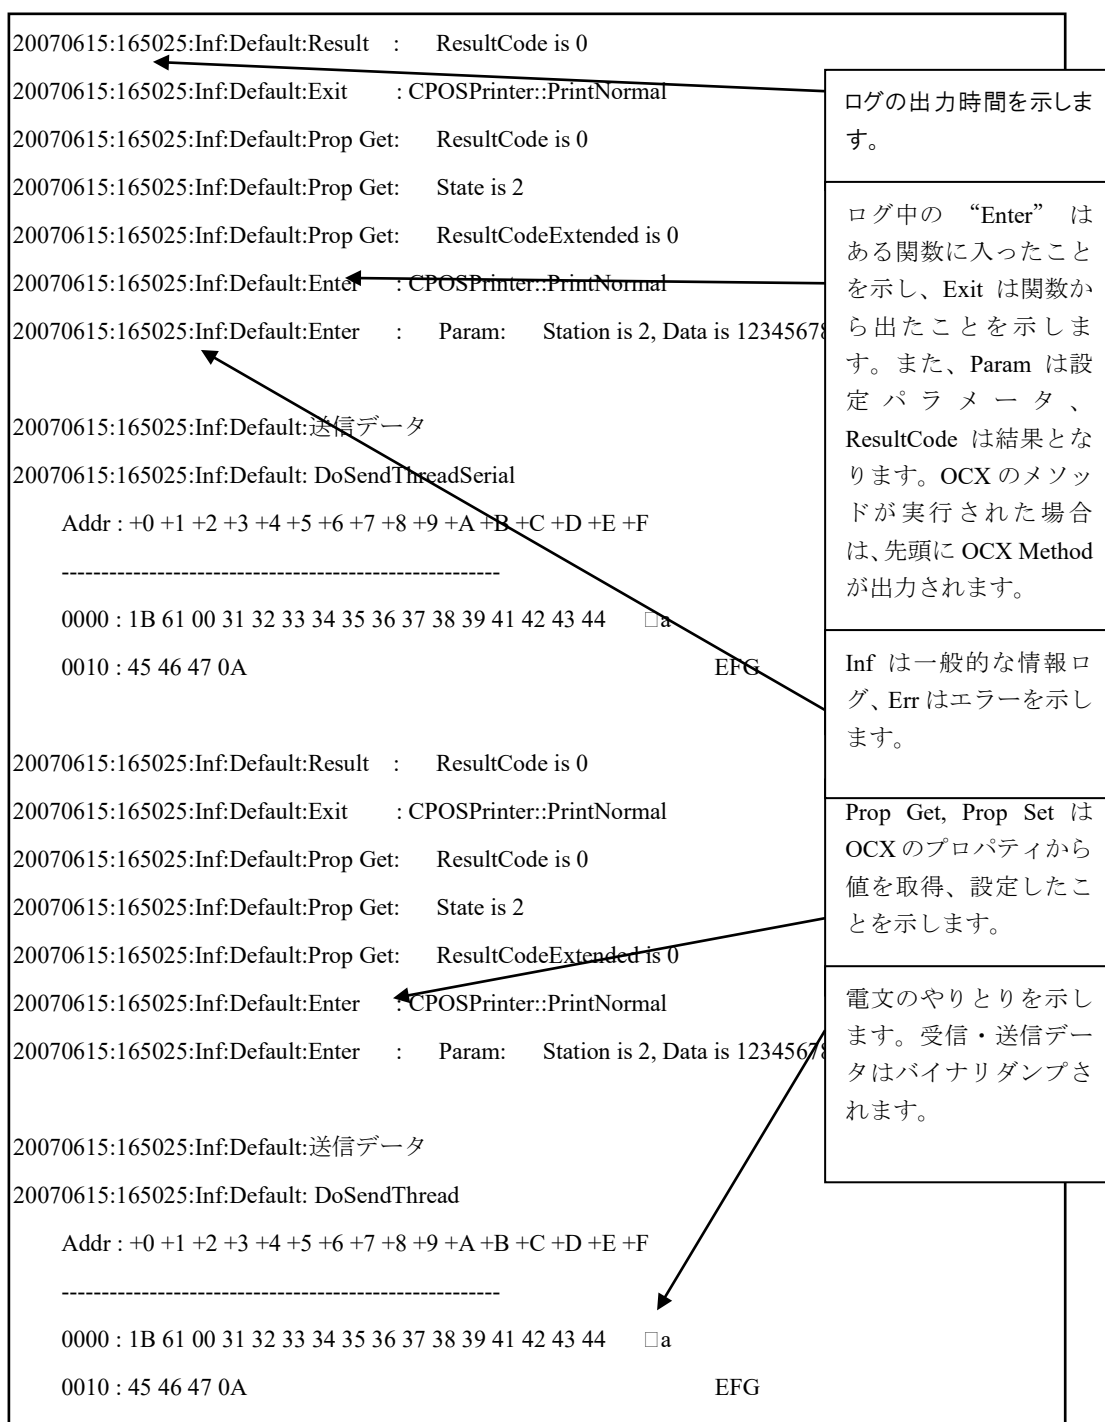 20070615:165025:Inf:Default:Result : ResultCode is 0
20070615:165025:Inf:Default:Exit : CPOSPrinter::PrintNormal
20070615:165025:Inf:Default:Prop Get: ResultCode is 0
20070615:165025:Inf:Default:Prop Get: State is 2
20070615:165025:Inf:Default:Prop Get: ResultCodeExtended is 0
20070615:165025:Inf:Default:Enter : CPOSPrinter::PrintNormal
20070615:165025:Inf:Default:Enter : Param: Station is 2, Data is 12345678
20070615:165025:Inf:Default:送信データ
20070615:165025:Inf:Default: DoSendThreadSerial
Addr : +0 +1 +2 +3 +4 +5 +6 +7 +8 +9 +A +B +C +D +E +F
-------------------------------------------------------
0000 : 1B 61 00 31 32 33 34 35 36 37 38 39 41 42 43 44 □a
0010 : 45 46 47 0A EFG
20070615:165025:Inf:Default:Result : ResultCode is 0
20070615:165025:Inf:Default:Exit : CPOSPrinter::PrintNormal
20070615:165025:Inf:Default:Prop Get: ResultCode is 0
20070615:165025:Inf:Default:Prop Get: State is 2
20070615:165025:Inf:Default:Prop Get: ResultCodeExtended is 0
20070615:165025:Inf:Default:Enter : CPOSPrinter::PrintNormal
20070615:165025:Inf:Default:Enter : Param: Station is 2, Data is 12345678
20070615:165025:Inf:Default:送信データ
20070615:165025:Inf:Default: DoSendThread
Addr : +0 +1 +2 +3 +4 +5 +6 +7 +8 +9 +A +B +C +D +E +F
-------------------------------------------------------
0000 : 1B 61 00 31 32 33 34 35 36 37 38 39 41 42 43 44 □a
0010 : 45 46 47 0A EFG
ログの出力時間を示しま
す。
ログ中の “Enter” は
ある関数に入ったこと
を示し、Exit は関数か
ら出たことを示しま
す。また、Param は設
定パラメータ、
ResultCode は結果とな
ります。OCX のメソッ
ドが実行された場合
は、先頭に OCX Method
が出力されます。
Inf は一般的な情報ロ
グ、Err はエラーを示し
ます。
Prop Get, Prop Set は
OCX のプロパティから
値を取得、設定したこ
とを示します。
電文のやりとりを示し
ます。受信・送信デー
タはバイナリダンプさ
れます。